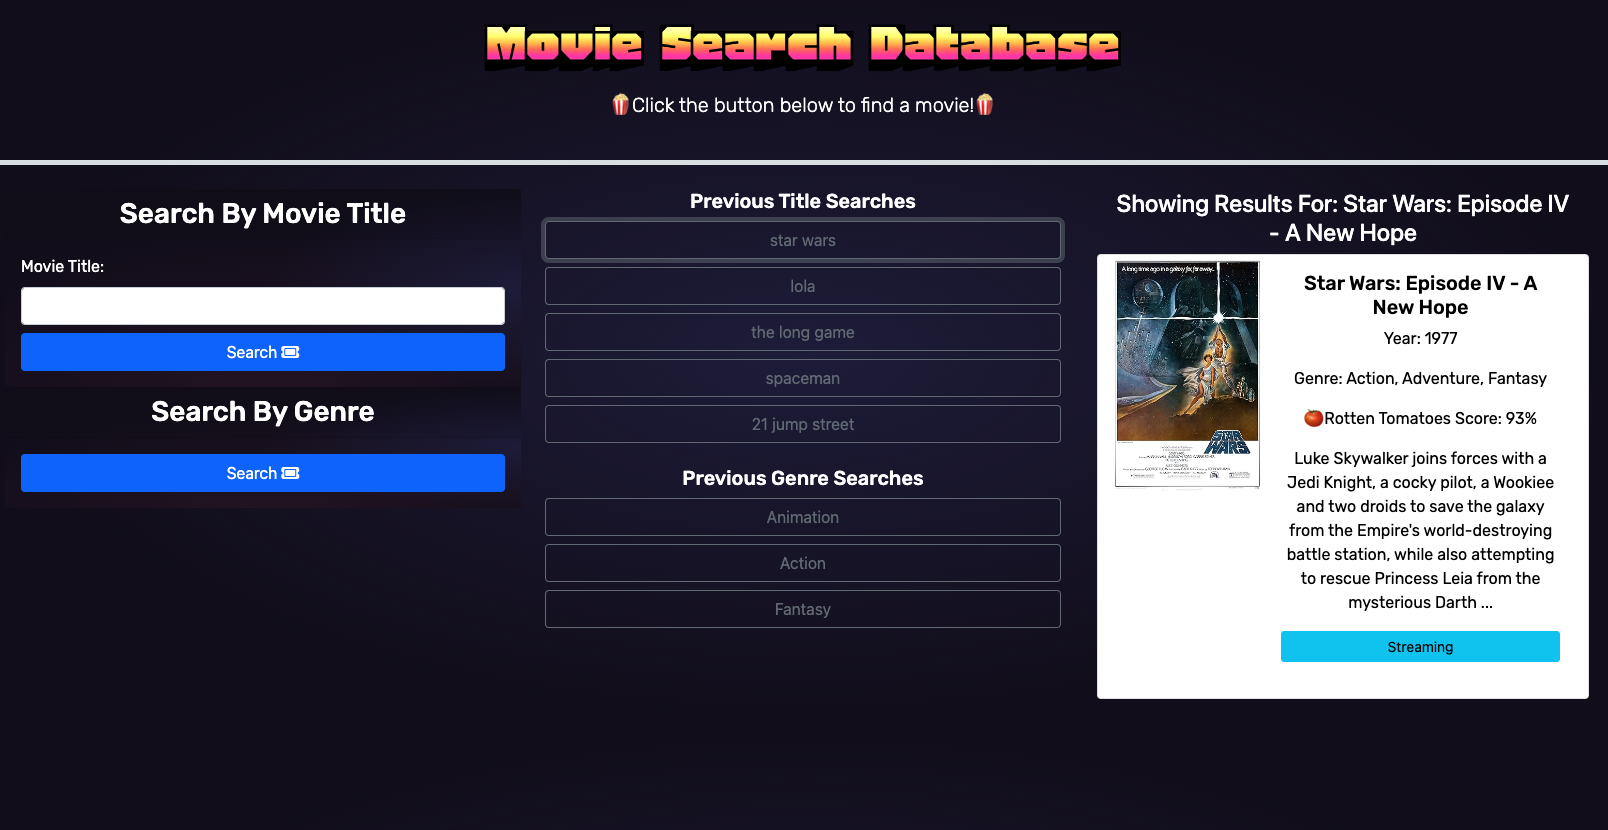 Movie Search Database
🍿Click the button below to find a movie!🍿
Search By Movie Title
Movie Title:
Search
Search By Genre
Search
Previous Title Searches
star wars
lola
the long game
spaceman
21 jump street
Previous Genre Searches
Animation
Action
Fantasy
Showing Results For: Star Wars: Episode IV
- A New Hope
A long time ago in a galaxy far, far away...
STAR
WARS
Star Wars: Episode IV - A
New Hope
Year: 1977
Genre: Action, Adventure, Fantasy
🍅Rotten Tomatoes Score: 93%
Luke Skywalker joins forces with a
Jedi Knight, a cocky pilot, a Wookiee
and two droids to save the galaxy
from the Empire's world-destroying
battle station, while also attempting
to rescue Princess Leia from the
mysterious Darth ...
Streaming